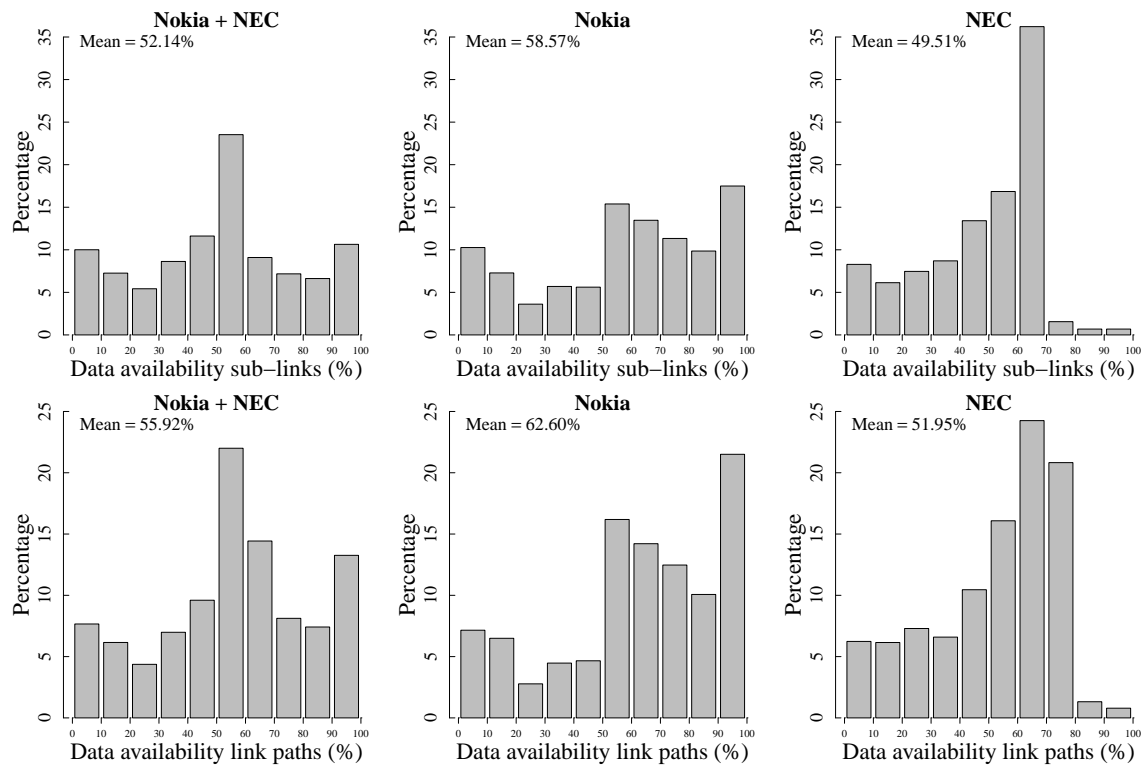 Nokia + NEC
Mean = 52.14%
Percentage
0 5 10 15 20 25 30 35
0 10 20 30 40 50 60 70 80 90 100
Data availability sub−links (%)
Nokia
Mean = 58.57%
Percentage
0 5 10 15 20 25 30 35
0 10 20 30 40 50 60 70 80 90 100
Data availability sub−links (%)
NEC
Mean = 49.51%
Percentage
0 5 10 15 20 25 30 35
0 10 20 30 40 50 60 70 80 90 100
Data availability sub−links (%)
Nokia + NEC
Mean = 55.92%
Percentage
0 5 10 15 20 25
0 10 20 30 40 50 60 70 80 90 100
Data availability link paths (%)
Nokia
Mean = 62.60%
Percentage
0 5 10 15 20 25
0 10 20 30 40 50 60 70 80 90 100
Data availability link paths (%)
NEC
Mean = 51.95%
Percentage
0 5 10 15 20 25
0 10 20 30 40 50 60 70 80 90 100
Data availability link paths (%)